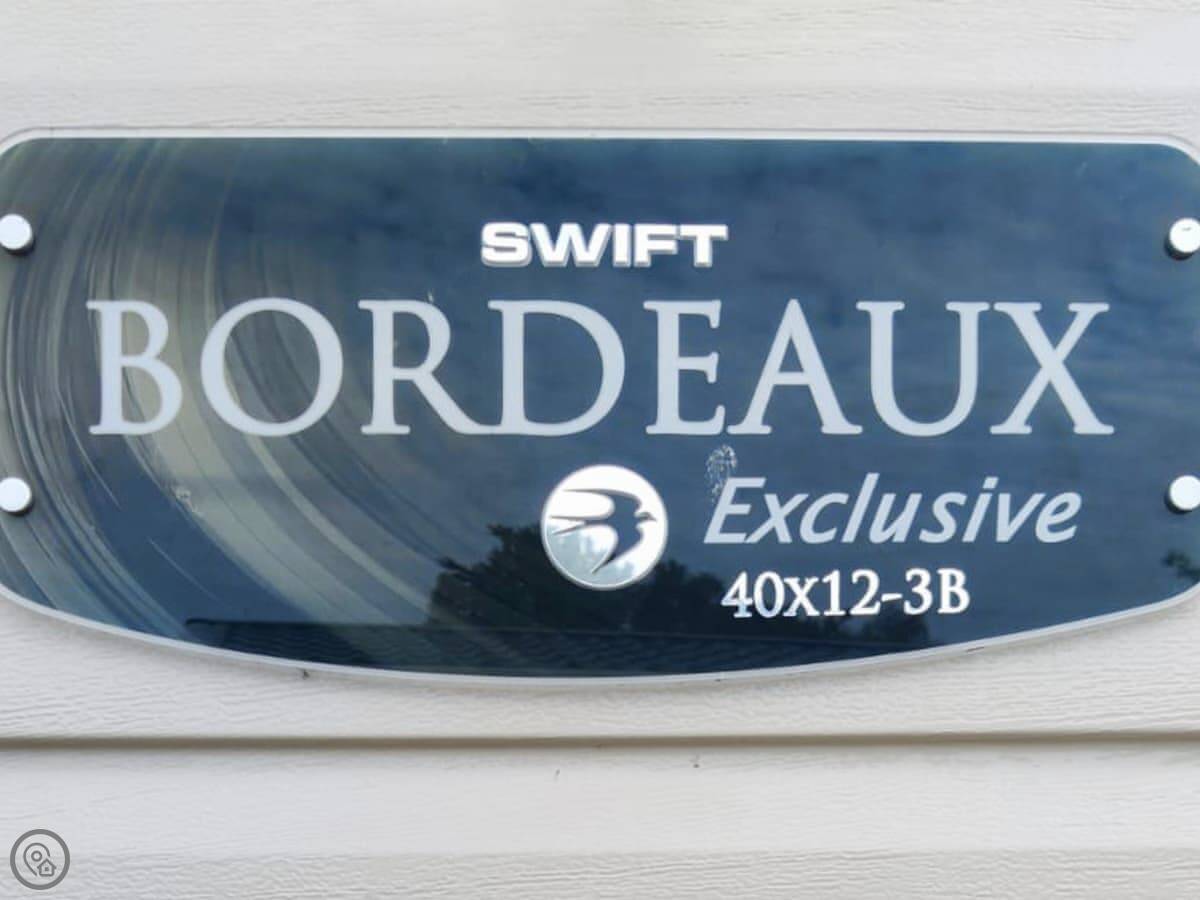 SWIFT
BORDEAUX
Exclusive
40x12-3B